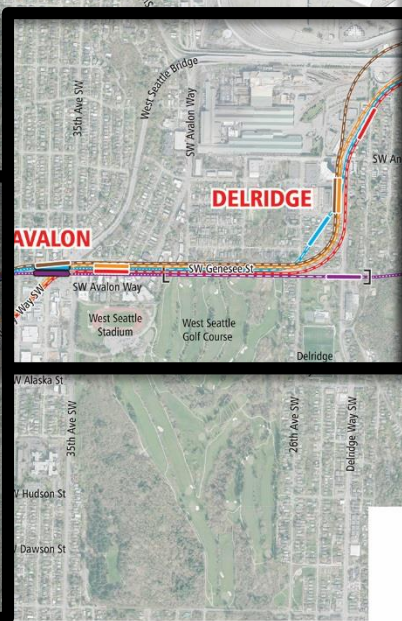 35th Ave SW
West Seattle Bridge
SW Avalon Way
SW An
DELRIDGE
AVALON
SW Genesee St
SW Avalon Way
Way SW
West Seattle
Stadium
West Seattle
Golf Course
Delridge
W Alaska St
35th Ave SW
26th Ave SW
Delridge Way SW
W Hudson St
W Dawson St